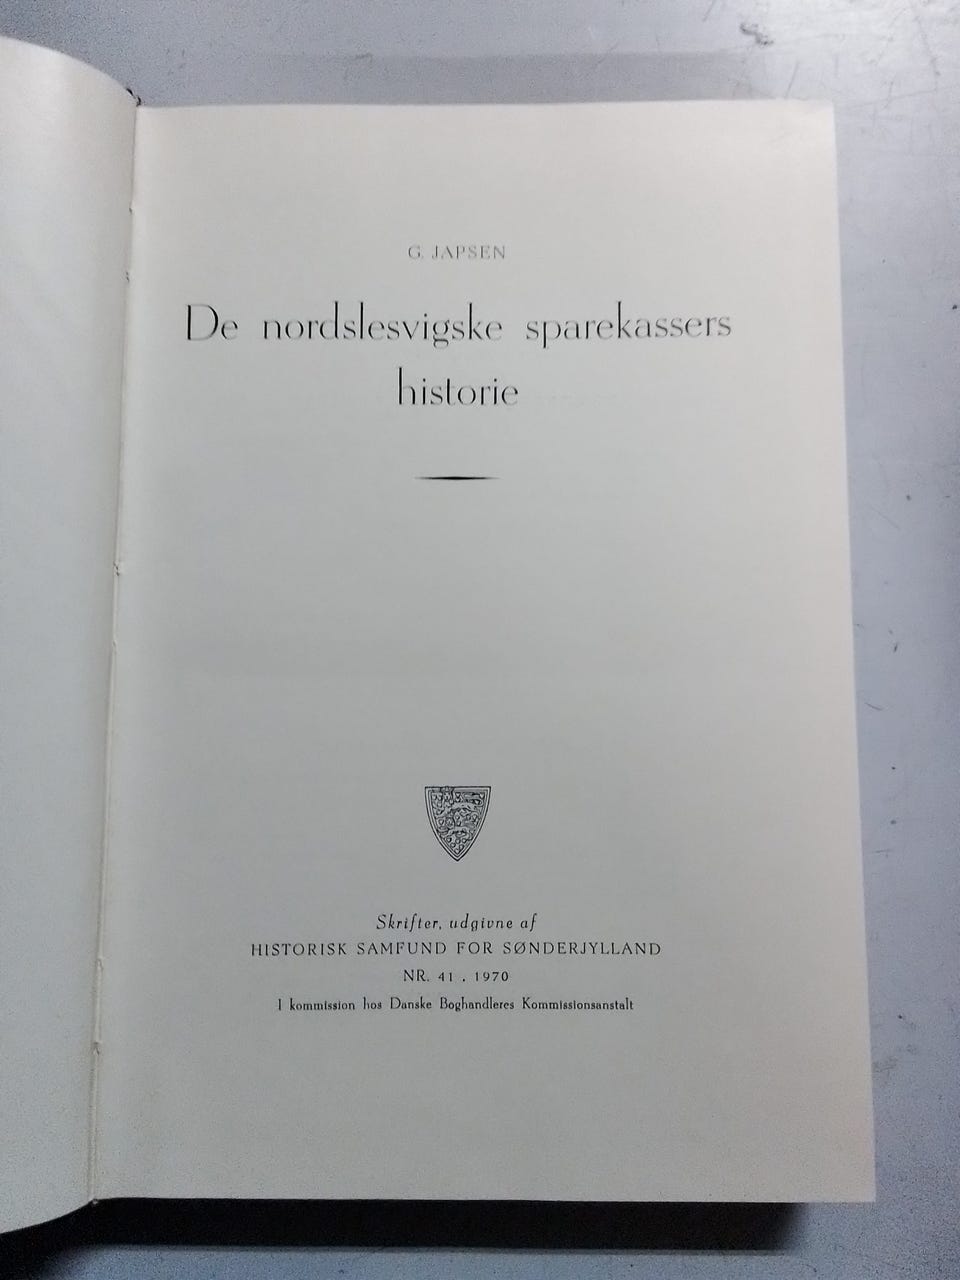 G. JAPSEN
De nordslesvigske sparekassers
historie
Skrifter, udgivne af
HISTORISK SAMFUND FOR SØNDERJYLLAND
NR. 41 . 1970
I kommission hos Danske Boghandleres Kommissionsanstalt